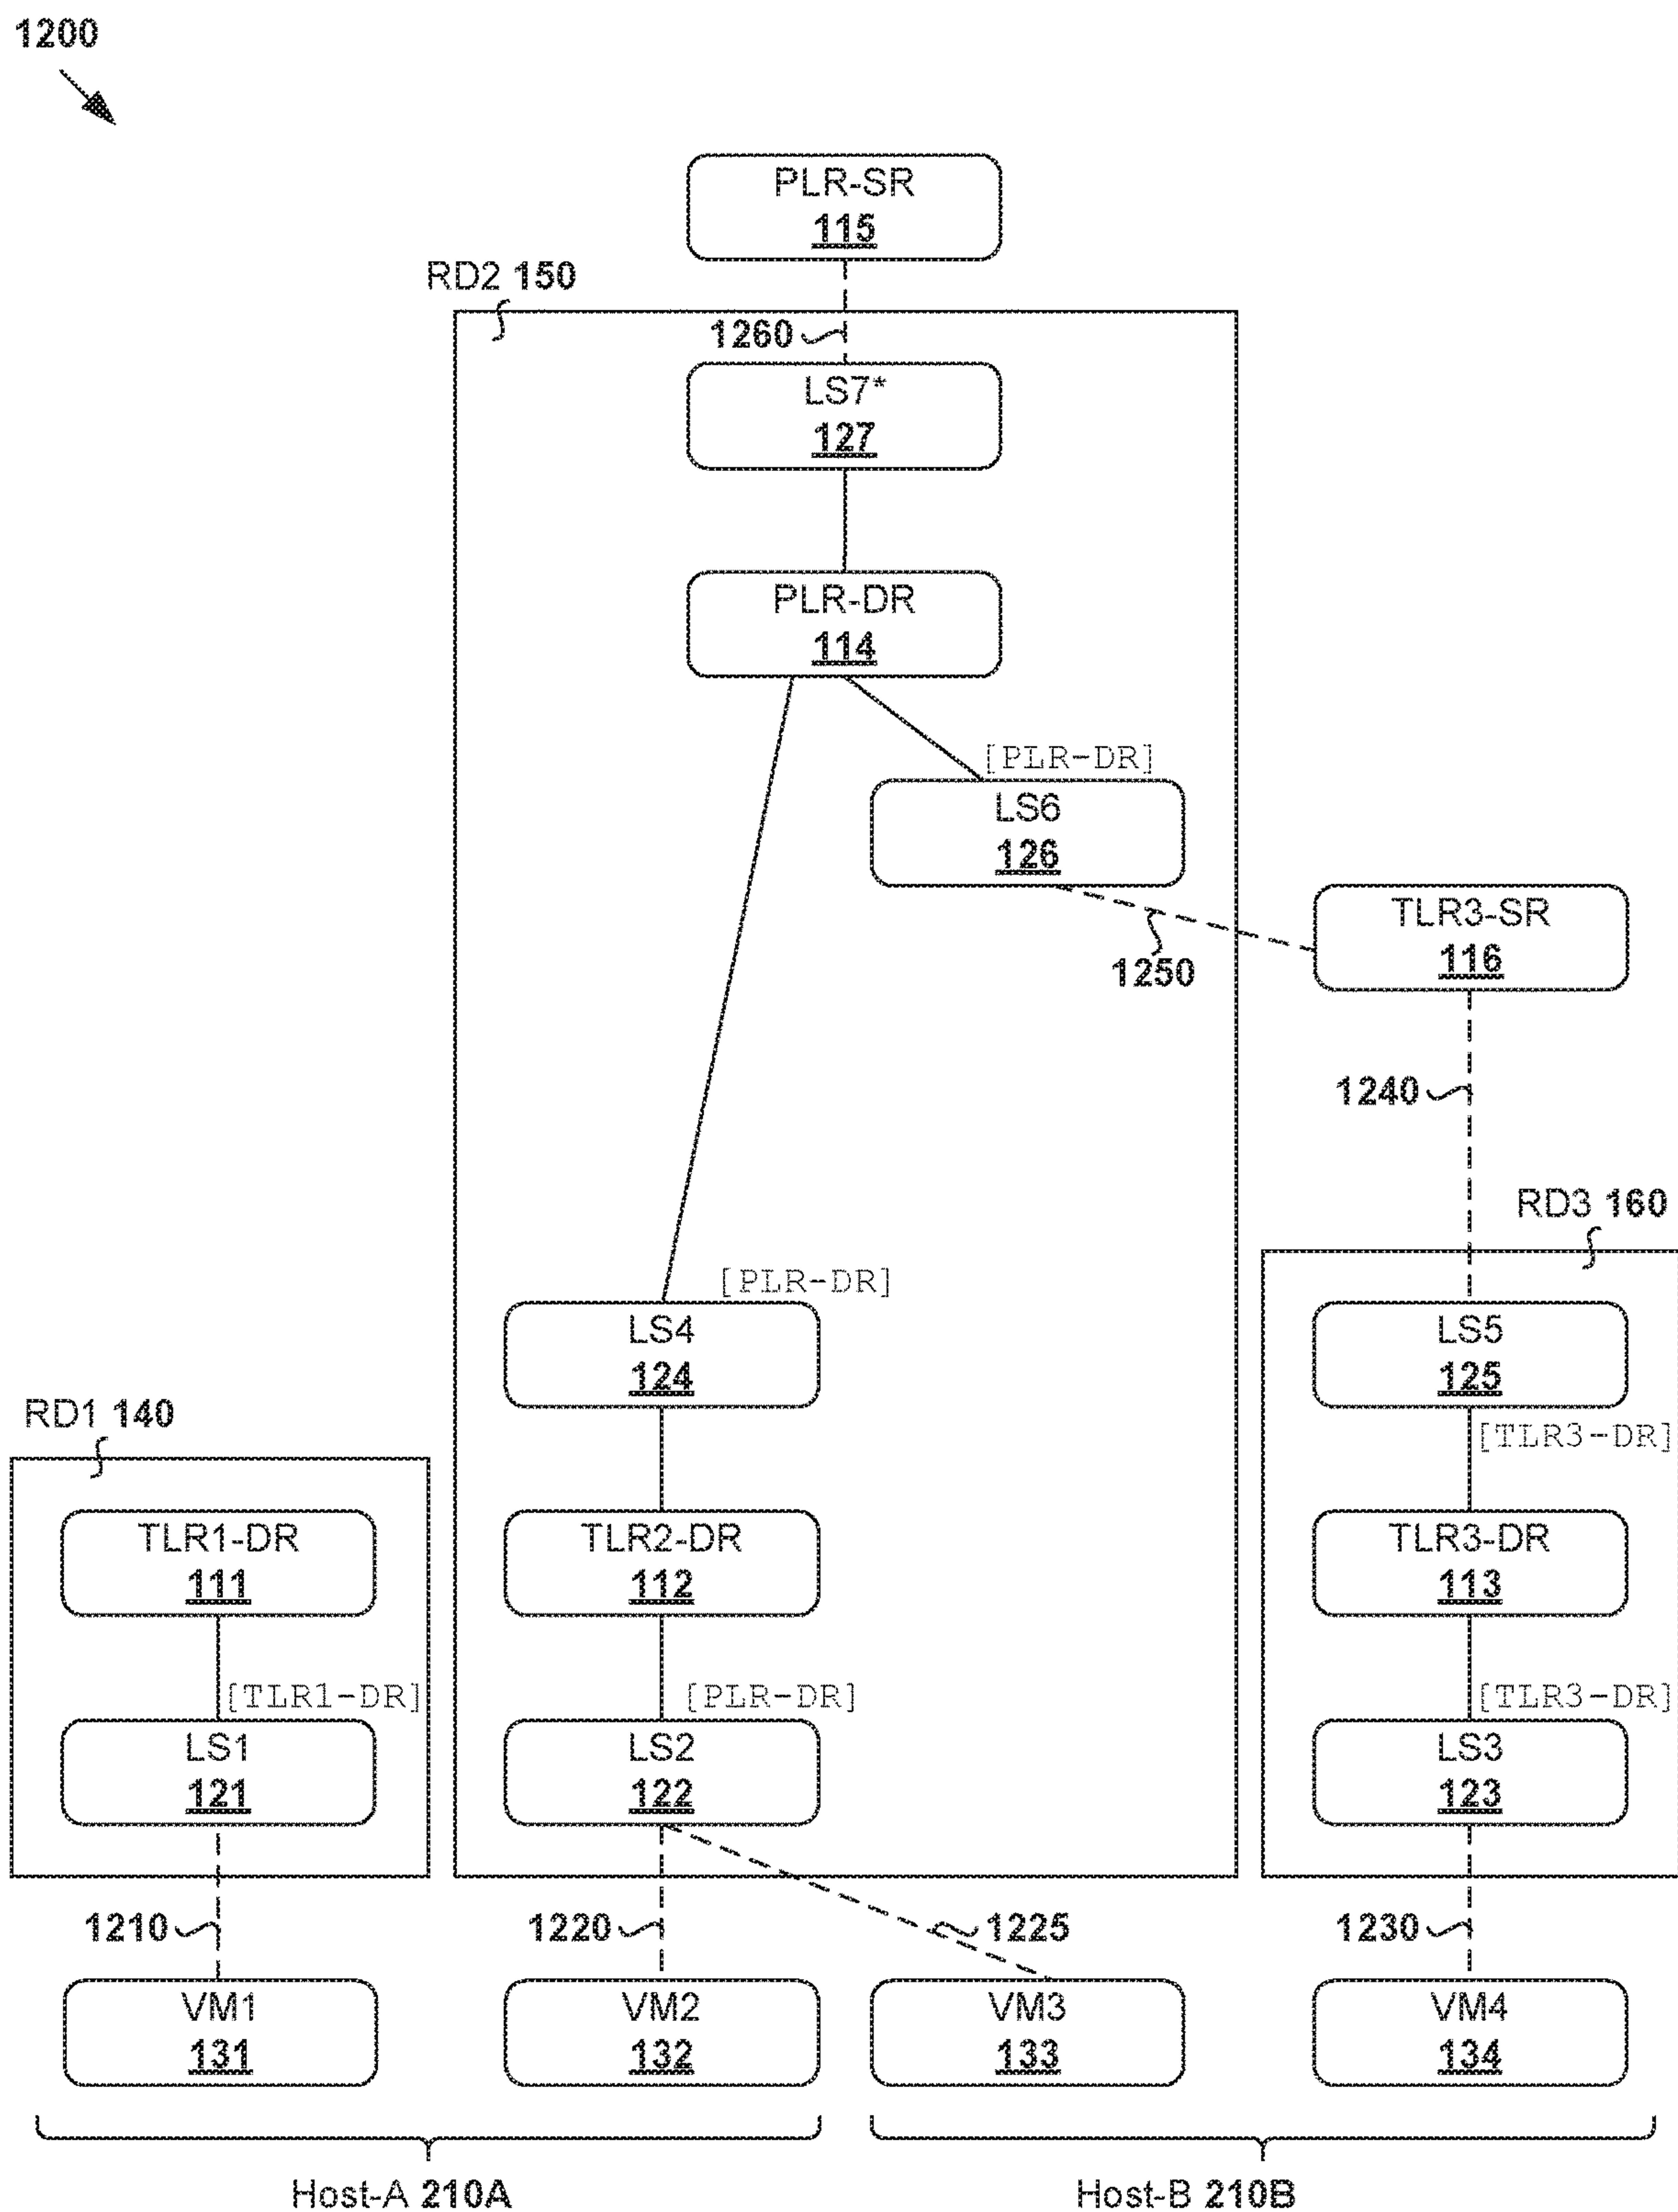 1200
PLR-SR
115
RD2 150
1260
LS7*
127
PLR-DR
114
[PLR-DR]
LS6
126
TLR3-SR
116
1250
1240
RD3 160
[PLR-DR]
LS4
124
LS5
125
RD1 140
[TLR3-DR]
TLR1-DR
111
TLR2-DR
112
TLR3-DR
113
[TLR1-DR]
[PLR-DR]
[TLR3-DR]
LS1
121
LS2
122
LS3
123
1210
1220
1225
1230
VM1
131
VM2
132
VM3
133
VM4
134
Host-A 210A
Host-B 210B